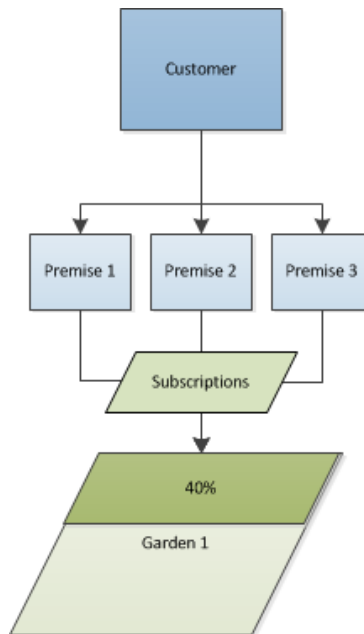 Customer
Premise 1
Premise 2
Premise 3
Subscriptions
40%
Garden 1